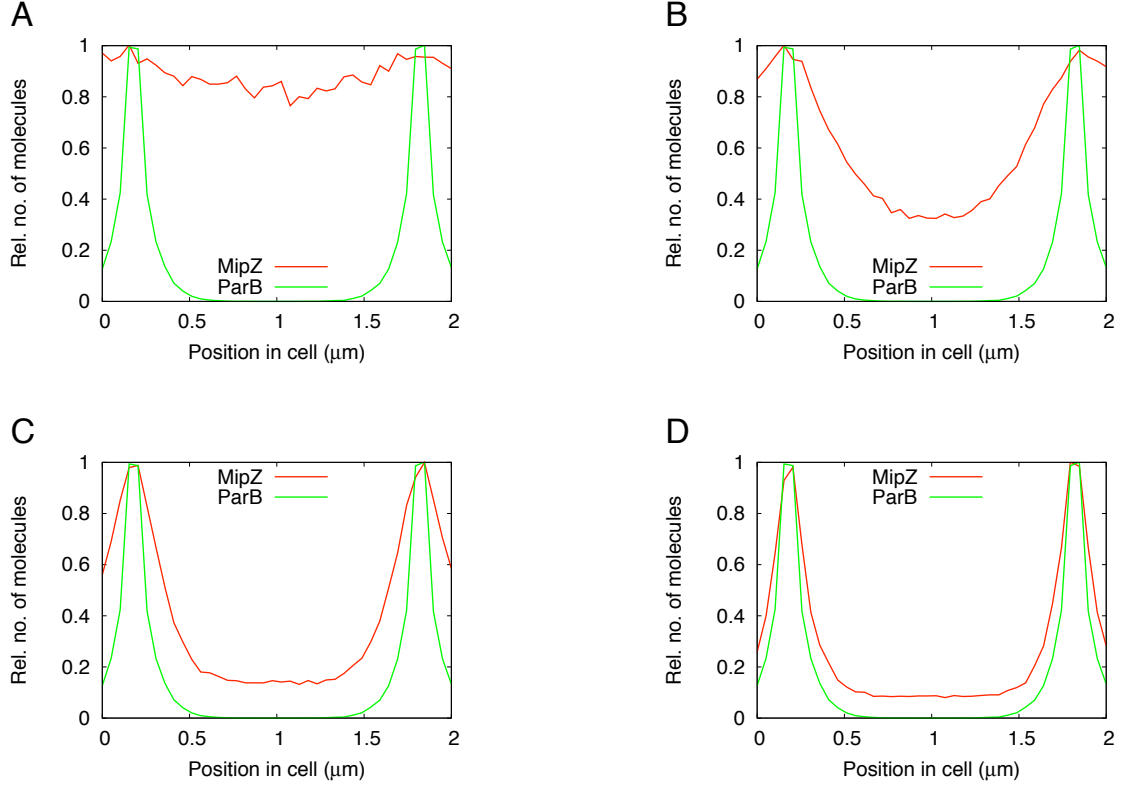 A
Rel. no. of molecules
1
0.8
0.6
0.4
0.2
0
MipZ
ParB
0 0.5 1 1.5 2
Position in cell (μm)
B
Rel. no. of molecules
1
0.8
0.6
0.4
0.2
0
MipZ
ParB
0 0.5 1 1.5 2
Position in cell (μm)
C
Rel. no. of molecules
1
0.8
0.6
0.4
0.2
0
MipZ
ParB
0 0.5 1 1.5 2
Position in cell (μm)
D
Rel. no. of molecules
1
0.8
0.6
0.4
0.2
0
MipZ
ParB
0 0.5 1 1.5 2
Position in cell (μm)